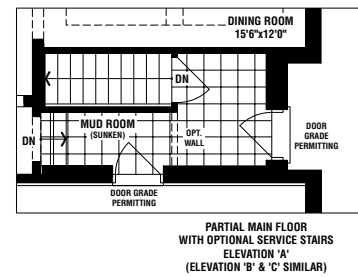 DINING ROOM
15'6"x12'0"
DN
MUD ROOM
(SUNKEN)
OPT.
WALL
DN
DOOR
GRADE
PERMITTING
DOOR GRADE
PERMITTING
PARTIAL MAIN FLOOR
WITH OPTIONAL SERVICE STAIRS
ELEVATION 'A'
(ELEVATION 'B' & 'C' SIMILAR)